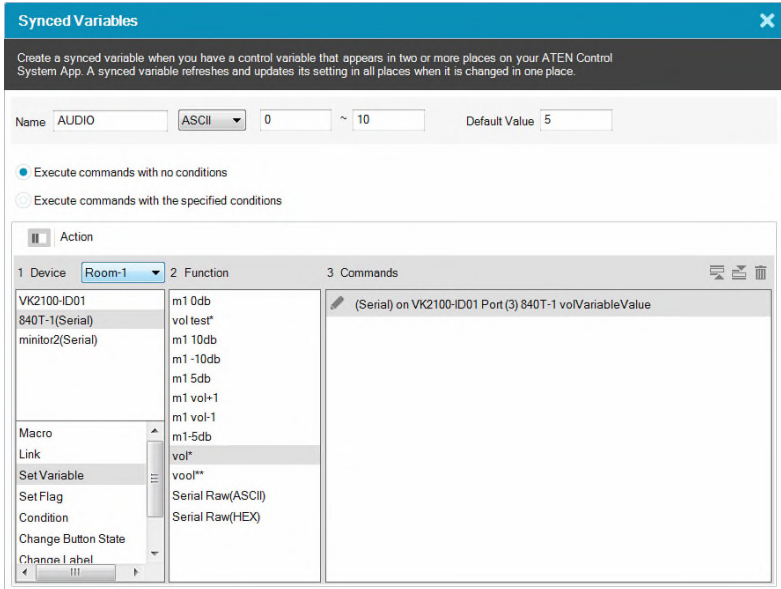 Synced Variables
Create a synced variable when you have a control variable that appears in two or more places on your ATEN Control
System App. A synced variable refreshes and updates its setting in all places when it is changed in one place.
Name AUDIO ASCII 0 ~ 10 Default Value 5
Execute commands with no conditions
Execute commands with the specified conditions
Action
1 Device Room-1 2 Function 3 Commands
VK2100-ID01
840T-1(Serial)
minitor2(Serial)
Macro
Link
Set Variable
Set Flag
Condition
Change Button State
Change Label
m1 0db
vol test*
m1 10db
m1 -10db
m1 5db
m1 vol+1
m1 vol-1
m1-5db
vol*
vool**
Serial Raw(ASCII)
Serial Raw(HEX)
(Serial) on VK2100-ID01 Port (3) 840T-1 volVariableValue